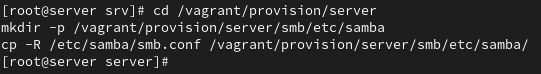 [root@server srv]# cd /vagrant/provision/server
mkdir -p /vagrant/provision/server/smb/etc/samba
cp -R /etc/samba/smb.conf /vagrant/provision/server/smb/etc/samba/
[root@server server]#